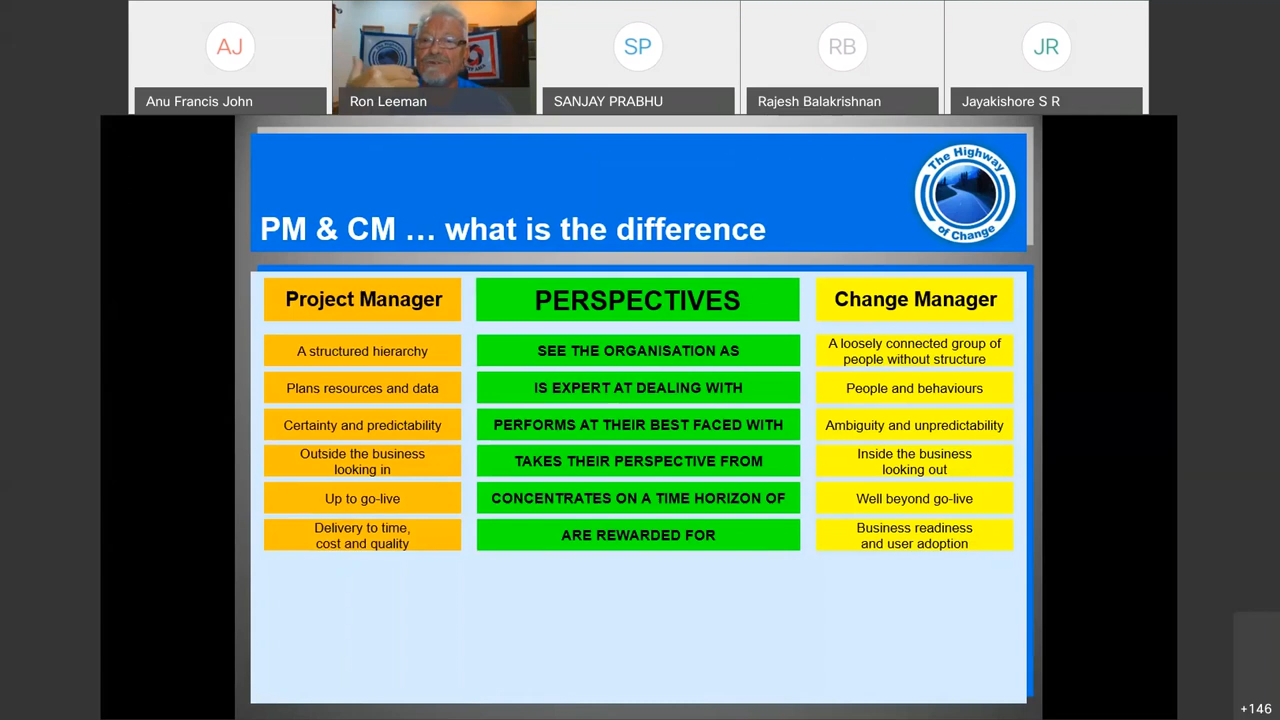 AJ
SP
RB
JR
Anu Francis John
Ron Leeman
SANJAY PRABHU
Rajesh Balakrishnan
Jayakishore S R
The Highway
of Change
PM & CM … what is the difference
Project Manager
PERSPECTIVES
Change Manager
A structured hierarchy
SEE THE ORGANISATION AS
A loosely connected group of
people without structure
Plans resources and data
IS EXPERT AT DEALING WITH
People and behaviours
Certainty and predictability
PERFORMS AT THEIR BEST FACED WITH
Ambiguity and unpredictability
Outside the business
looking in
TAKES THEIR PERSPECTIVE FROM
Inside the business
looking out
Up to go-live
CONCENTRATES ON A TIME HORIZON OF
Well beyond go-live
Delivery to time,
cost and quality
ARE REWARDED FOR
Business readiness
and user adoption
+146